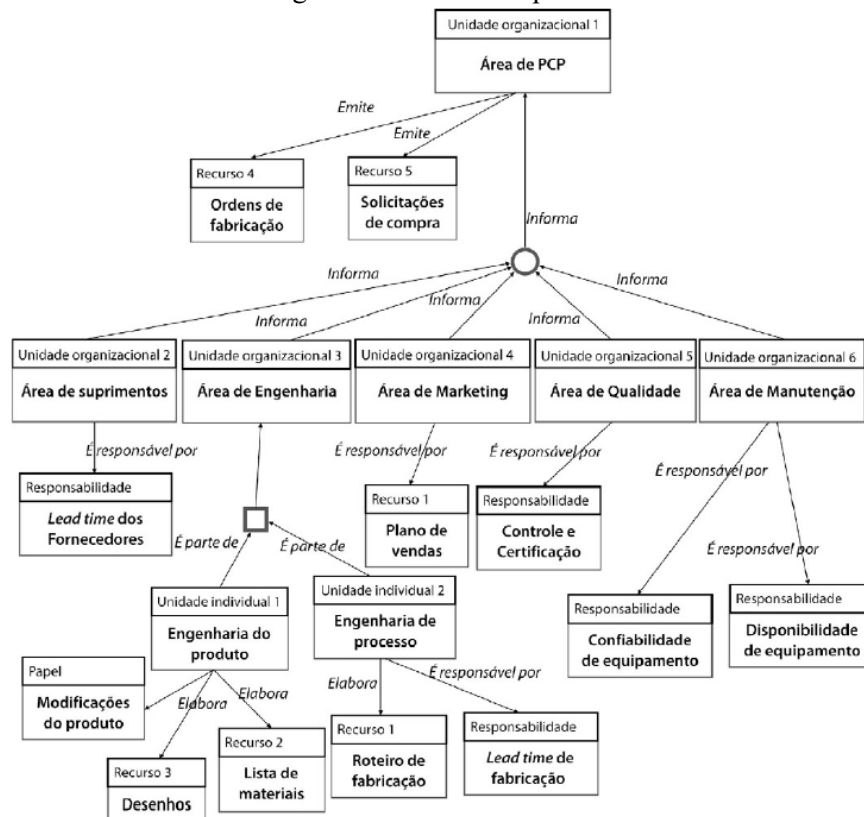 Unidade organizacional 1
Área de PCP
Emite
Emite
Recurso 4
Ordens de
fabricação
Recurso 5
Solicitações
de compra
Informa
Informa
Informa
Informa
Informa
Informa
Unidade organizacional 2
Área de suprimentos
Unidade organizacional 3
Área de Engenharia
Unidade organizacional 4
Área de Marketing
Unidade organizacional 5
Área de Qualidade
Unidade organizacional 6
Área de Manutenção
É responsável por
É responsável por
É responsável por
É responsável por
É responsável por
Responsabilidade
Lead time dos
Fornecedores
Recurso 1
Plano de
vendas
Responsabilidade
Controle e
Certificação
É parte de
É parte de
Unidade individual 1
Engenharia do
produto
Unidade individual 2
Engenharia de
processo
Responsabilidade
Confiabilidade
de equipamento
Responsabilidade
Disponibilidade
de equipamento
Papel
Modificações
do produto
Elabora
Elabora
Elabora
É responsável por
Recurso 3
Desenhos
Recurso 2
Lista de
materiais
Recurso 1
Roteiro de
fabricação
Responsabilidade
Lead time de
fabricação